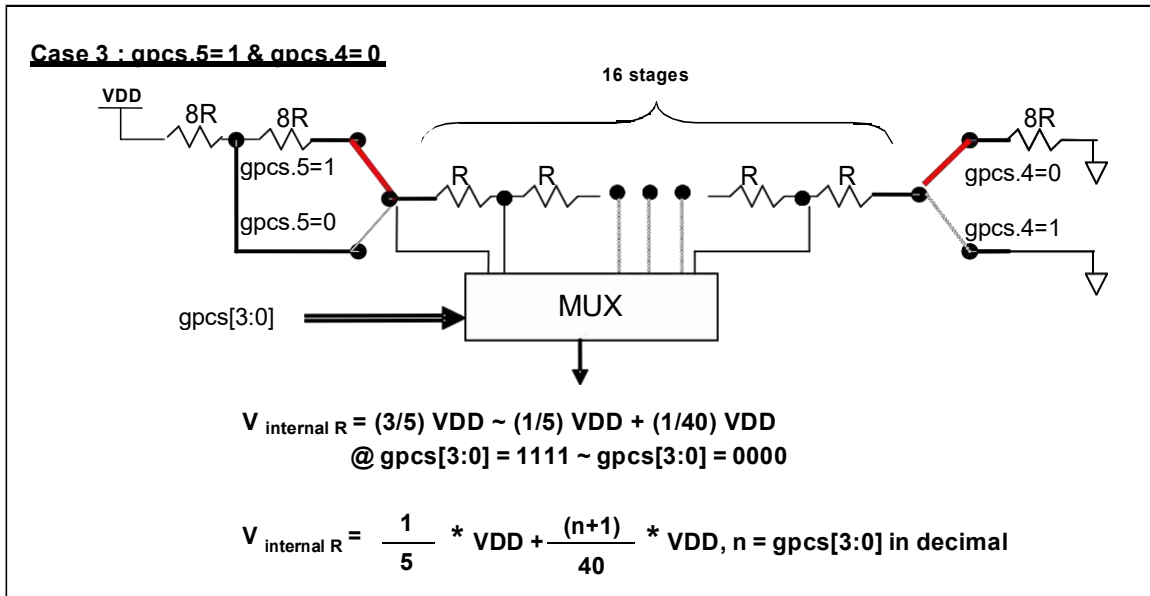 Case 3 : gpcs.5=1 & gpcs.4=0
16 stages
VDD
8R
8R
8R
gpcs.5=1
R
R
R
R
gpcs.4=0
gpcs.5=0
gpcs.4=1
gpcs[3:0]
MUX
V internal R = (3/5) VDD ~ (1/5) VDD + (1/40) VDD
@ gpcs[3:0] = 1111 ~ gpcs[3:0] = 0000
V internal R = 1/5 * VDD + (n+1)/40 * VDD, n = gpcs[3:0] in decimal